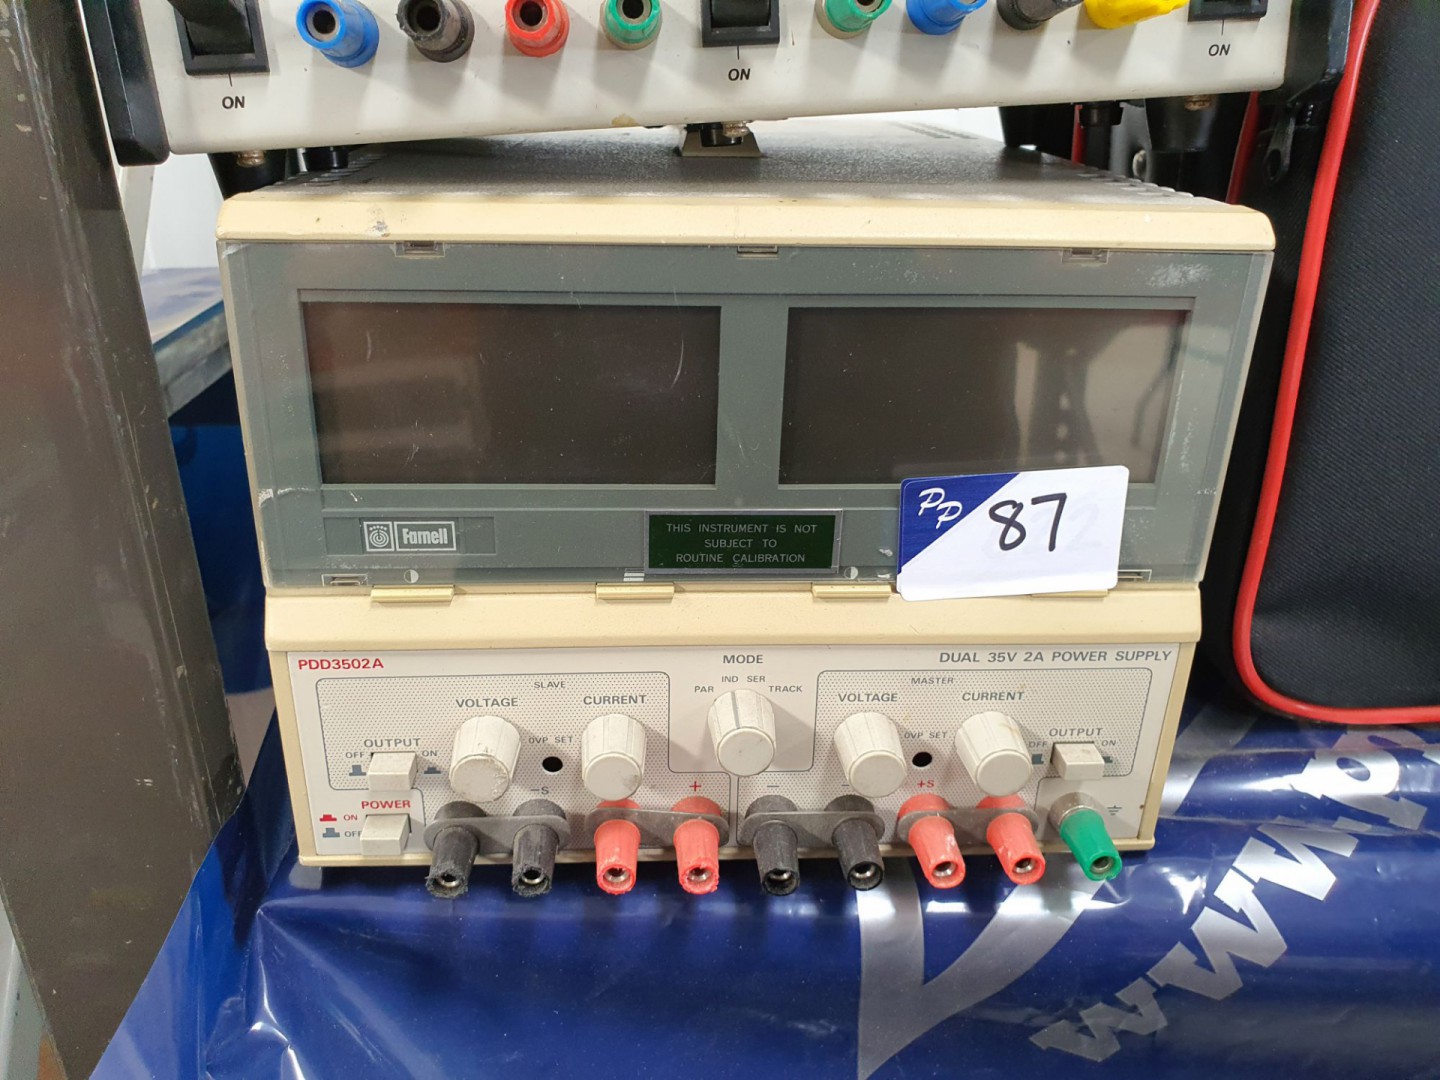 ON
ON
ON
Farnell
THIS INSTRUMENT IS NOT
SUBJECT TO
ROUTINE CALIBRATION
PP
87
PDD3502A
DUAL 35V 2A POWER SUPPLY
MODE
PAR IND SER TRACK
SLAVE
VOLTAGE
CURRENT
OVP SET
OUTPUT
OFF ON
POWER
ON
OFF
-S
+
MASTER
VOLTAGE
CURRENT
OVP SET
OUTPUT
OFF ON
-
+S
www.p